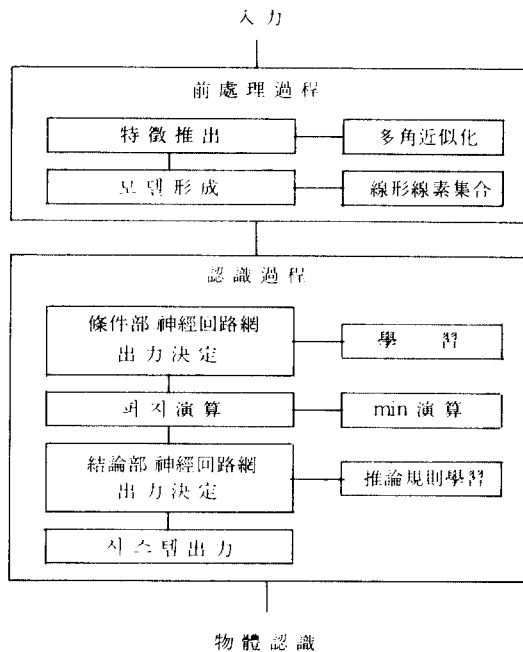 入力
前處理過程
特徵推出
多角近似化
모델形成
線形線素集合
認識過程
條件部 神經回路網
出力決定
學 習
퍼지演算
min 演算
結論部 神經回路網
出力決定
推論規則學習
시스템出力
物體認識